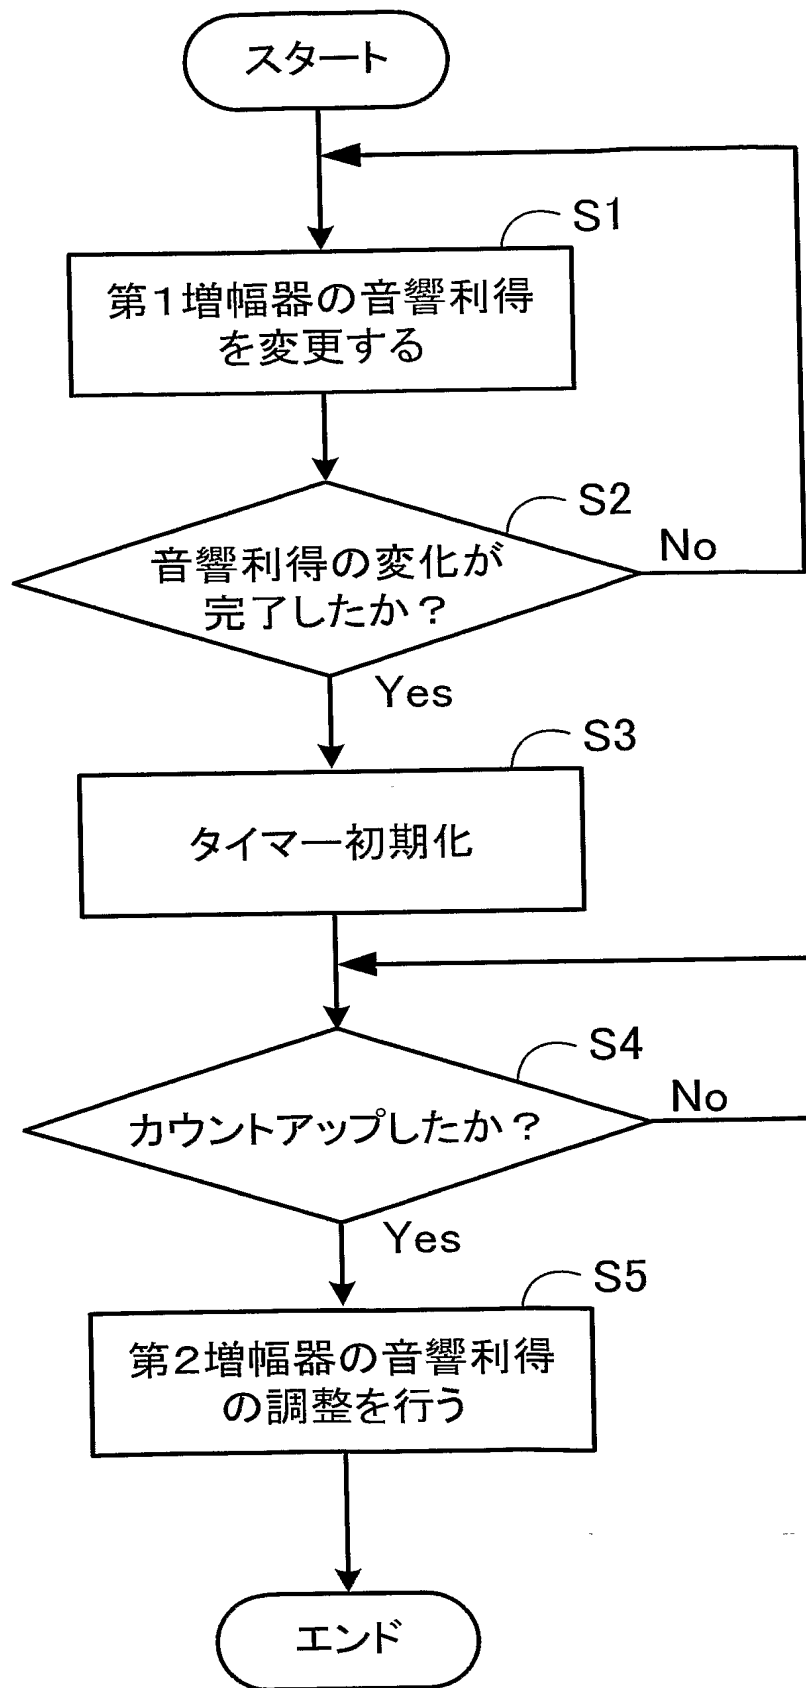 スタート
S1
第１増幅器の音響利得
を変更する
S2
音響利得の変化が
完了したか？
No
Yes
S3
タイマー初期化
S4
カウントアップしたか？
No
Yes
S5
第２増幅器の音響利得
の調整を行う
エンド